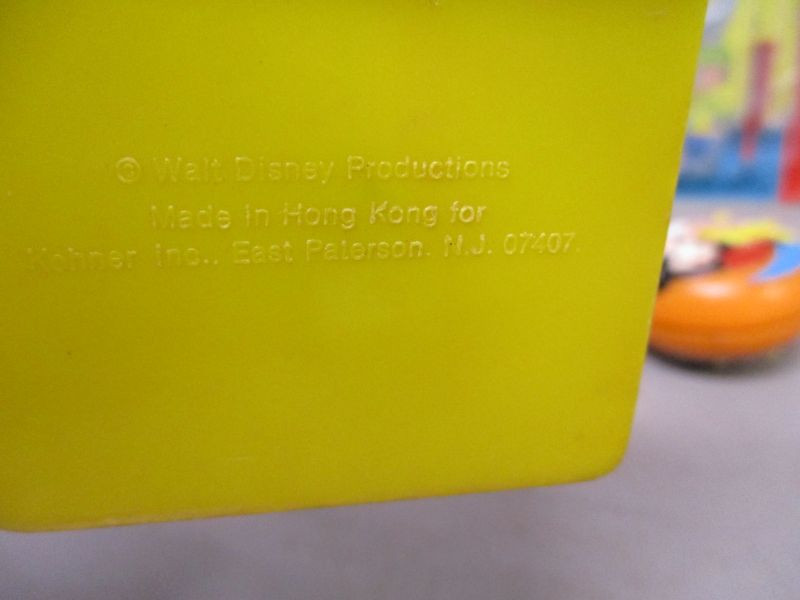 © Walt Disney Productions
Made in Hong Kong for
Kohner Inc., East Paterson, N.J. 07407.